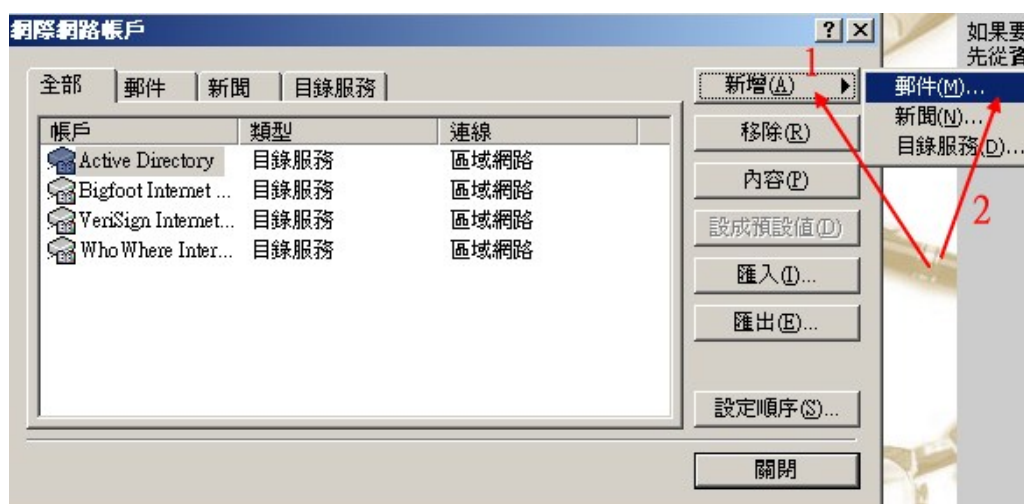 網際網路帳戶
如果要
先從資
1
全部 郵件 新聞 目錄服務
新增(A)
郵件(M)...
新聞(N)...
目錄服務(D)...
帳戶 類型 連線
移除(R)
Active Directory 目錄服務 區域網路
Bigfoot Internet ... 目錄服務 區域網路
內容(P)
VeriSign Internet... 目錄服務 區域網路
設成預設值(D)
2
WhoWhere Inter... 目錄服務 區域網路
匯入(I)...
匯出(E)...
設定順序(S)...
關閉